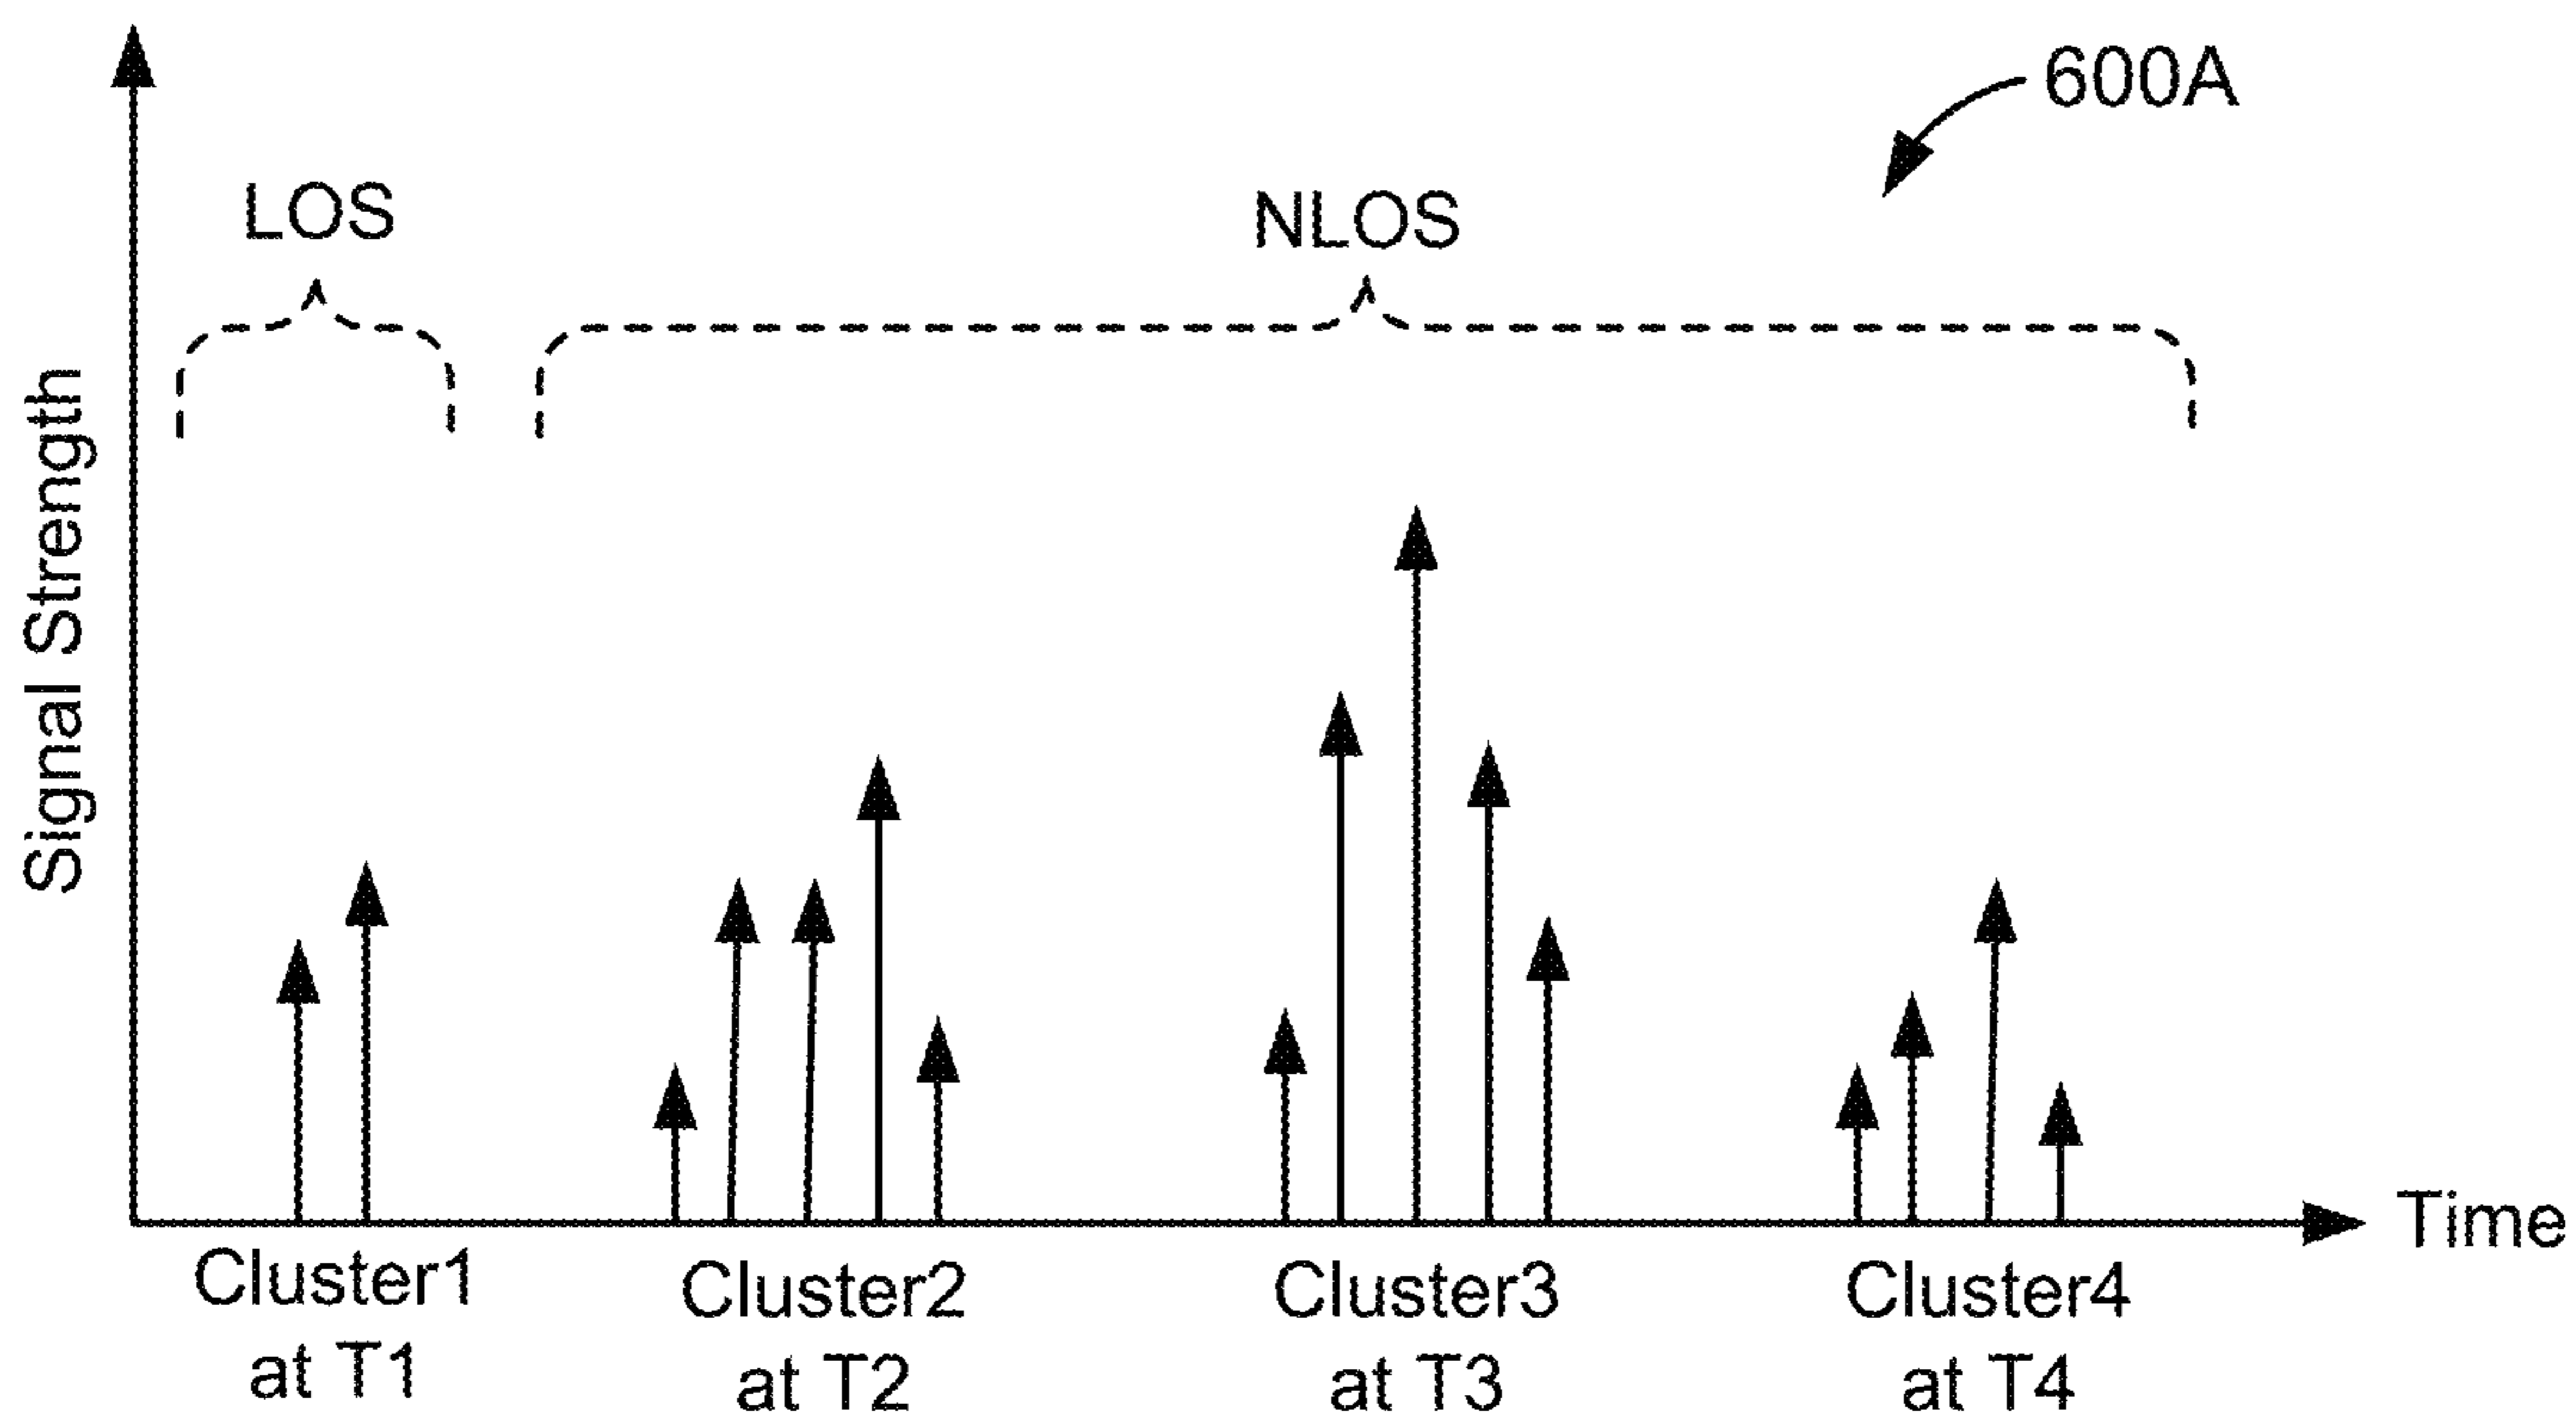 600A
LOS
NLOS
Signal Strength
Time
Cluster1
at T1
Cluster2
at T2
Cluster3
at T3
Cluster4
at T4